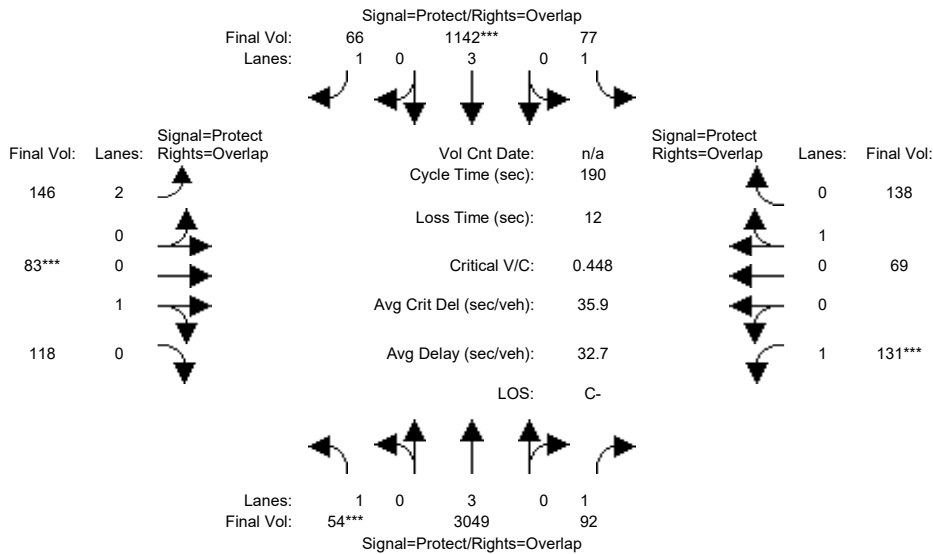 Signal=Protect/Rights=Overlap
Final Vol: 66 1142*** 77
Lanes: 1 0 3 0 1
Signal=Protect Signal=Protect
Final Vol: Lanes: Rights=Overlap Vol Cnt Date: n/a Rights=Overlap Lanes: Final Vol:
Cycle Time (sec): 190
146 2 0 138
Loss Time (sec): 12
0 1
83*** 0 Critical V/C: 0.448 0 69
1 Avg Crit Del (sec/veh): 35.9 0
118 0 Avg Delay (sec/veh): 32.7 1 131***
LOS: C-
Lanes: 1 0 3 0 1
Final Vol: 54*** 3049 92
Signal=Protect/Rights=Overlap